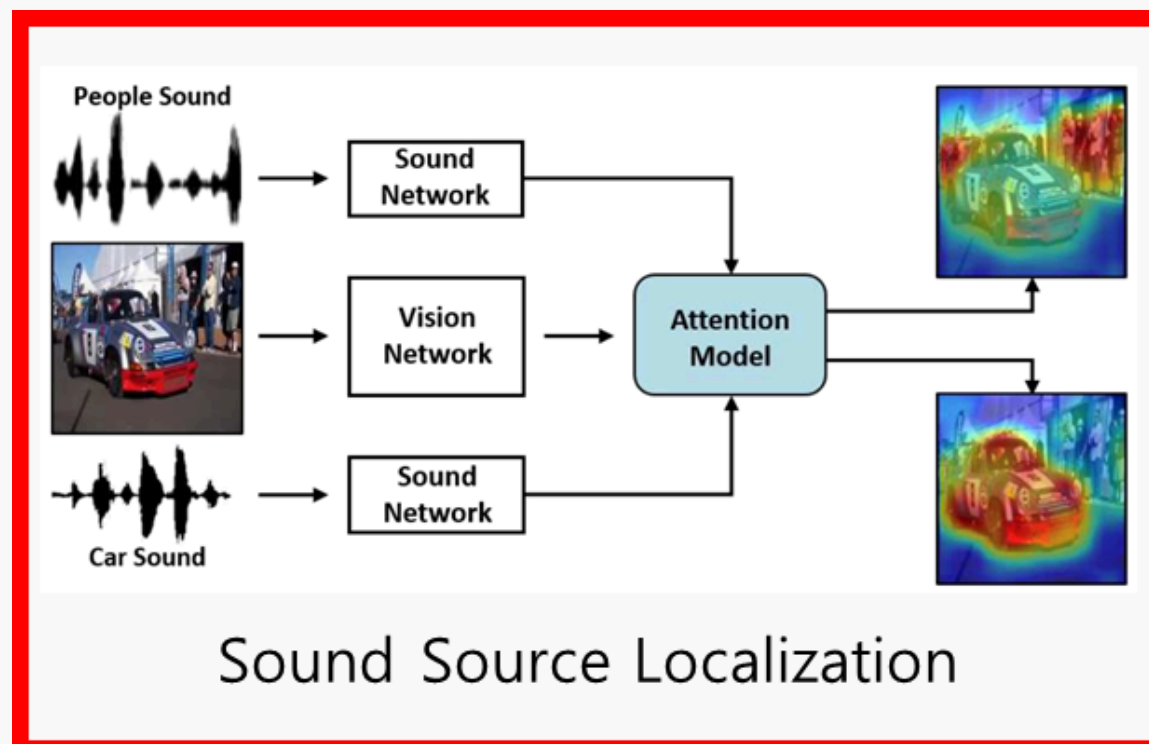 People Sound
Sound
Network
Vision
Network
Attention
Model
Sound
Network
Car Sound
Sound Source Localization